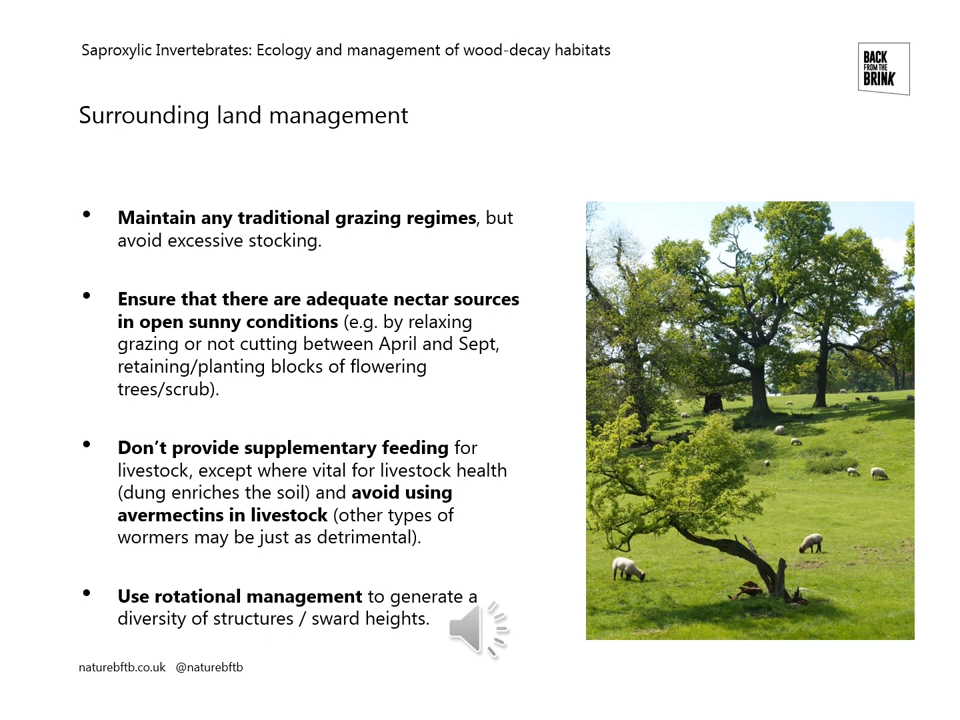 Saproxylic Invertebrates: Ecology and management of wood-decay habitats
BACK
FROM THE
BRINK
Surrounding land management
• Maintain any traditional grazing regimes, but
avoid excessive stocking.
• Ensure that there are adequate nectar sources
in open sunny conditions (e.g. by relaxing
grazing or not cutting between April and Sept,
retaining/planting blocks of flowering
trees/scrub).
• Don’t provide supplementary feeding for
livestock, except where vital for livestock health
(dung enriches the soil) and avoid using
avermectins in livestock (other types of
wormers may be just as detrimental).
• Use rotational management to generate a
diversity of structures / sward heights.
naturebftb.co.uk @naturebftb